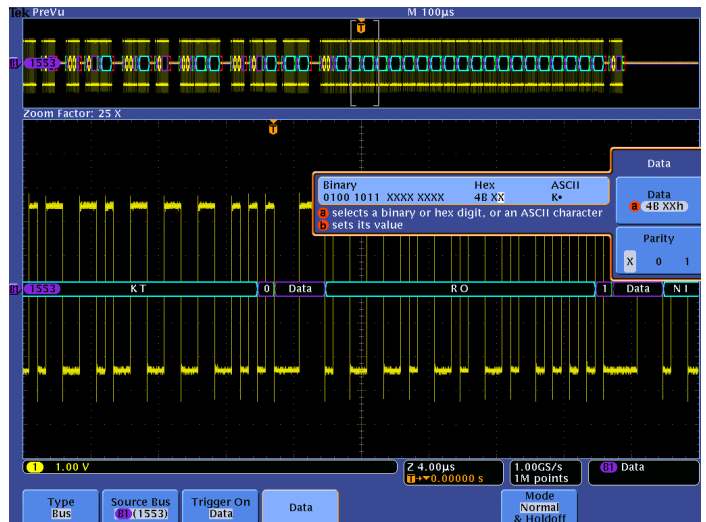 Tek PreVu M 100µs
T
B1 1553
Zoom Factor: 25 X
T
Data
Binary Hex ASCII
0100 1011 XXXX XXXX 4B XX K•
a selects a binary or hex digit, or an ASCII character
b sets its value
Data
a 4B XXh
Parity
X 0 1
B1 1553 K T 0 Data R O 1 Data N I
1 1.00 V
Z 4.00µs
T→▼0.00000 s
1.00GS/s
1M points
B1 Data
Type
Bus
Source Bus
B1 (1553)
Trigger On
Data
Data
Mode
Normal
& Holdoff